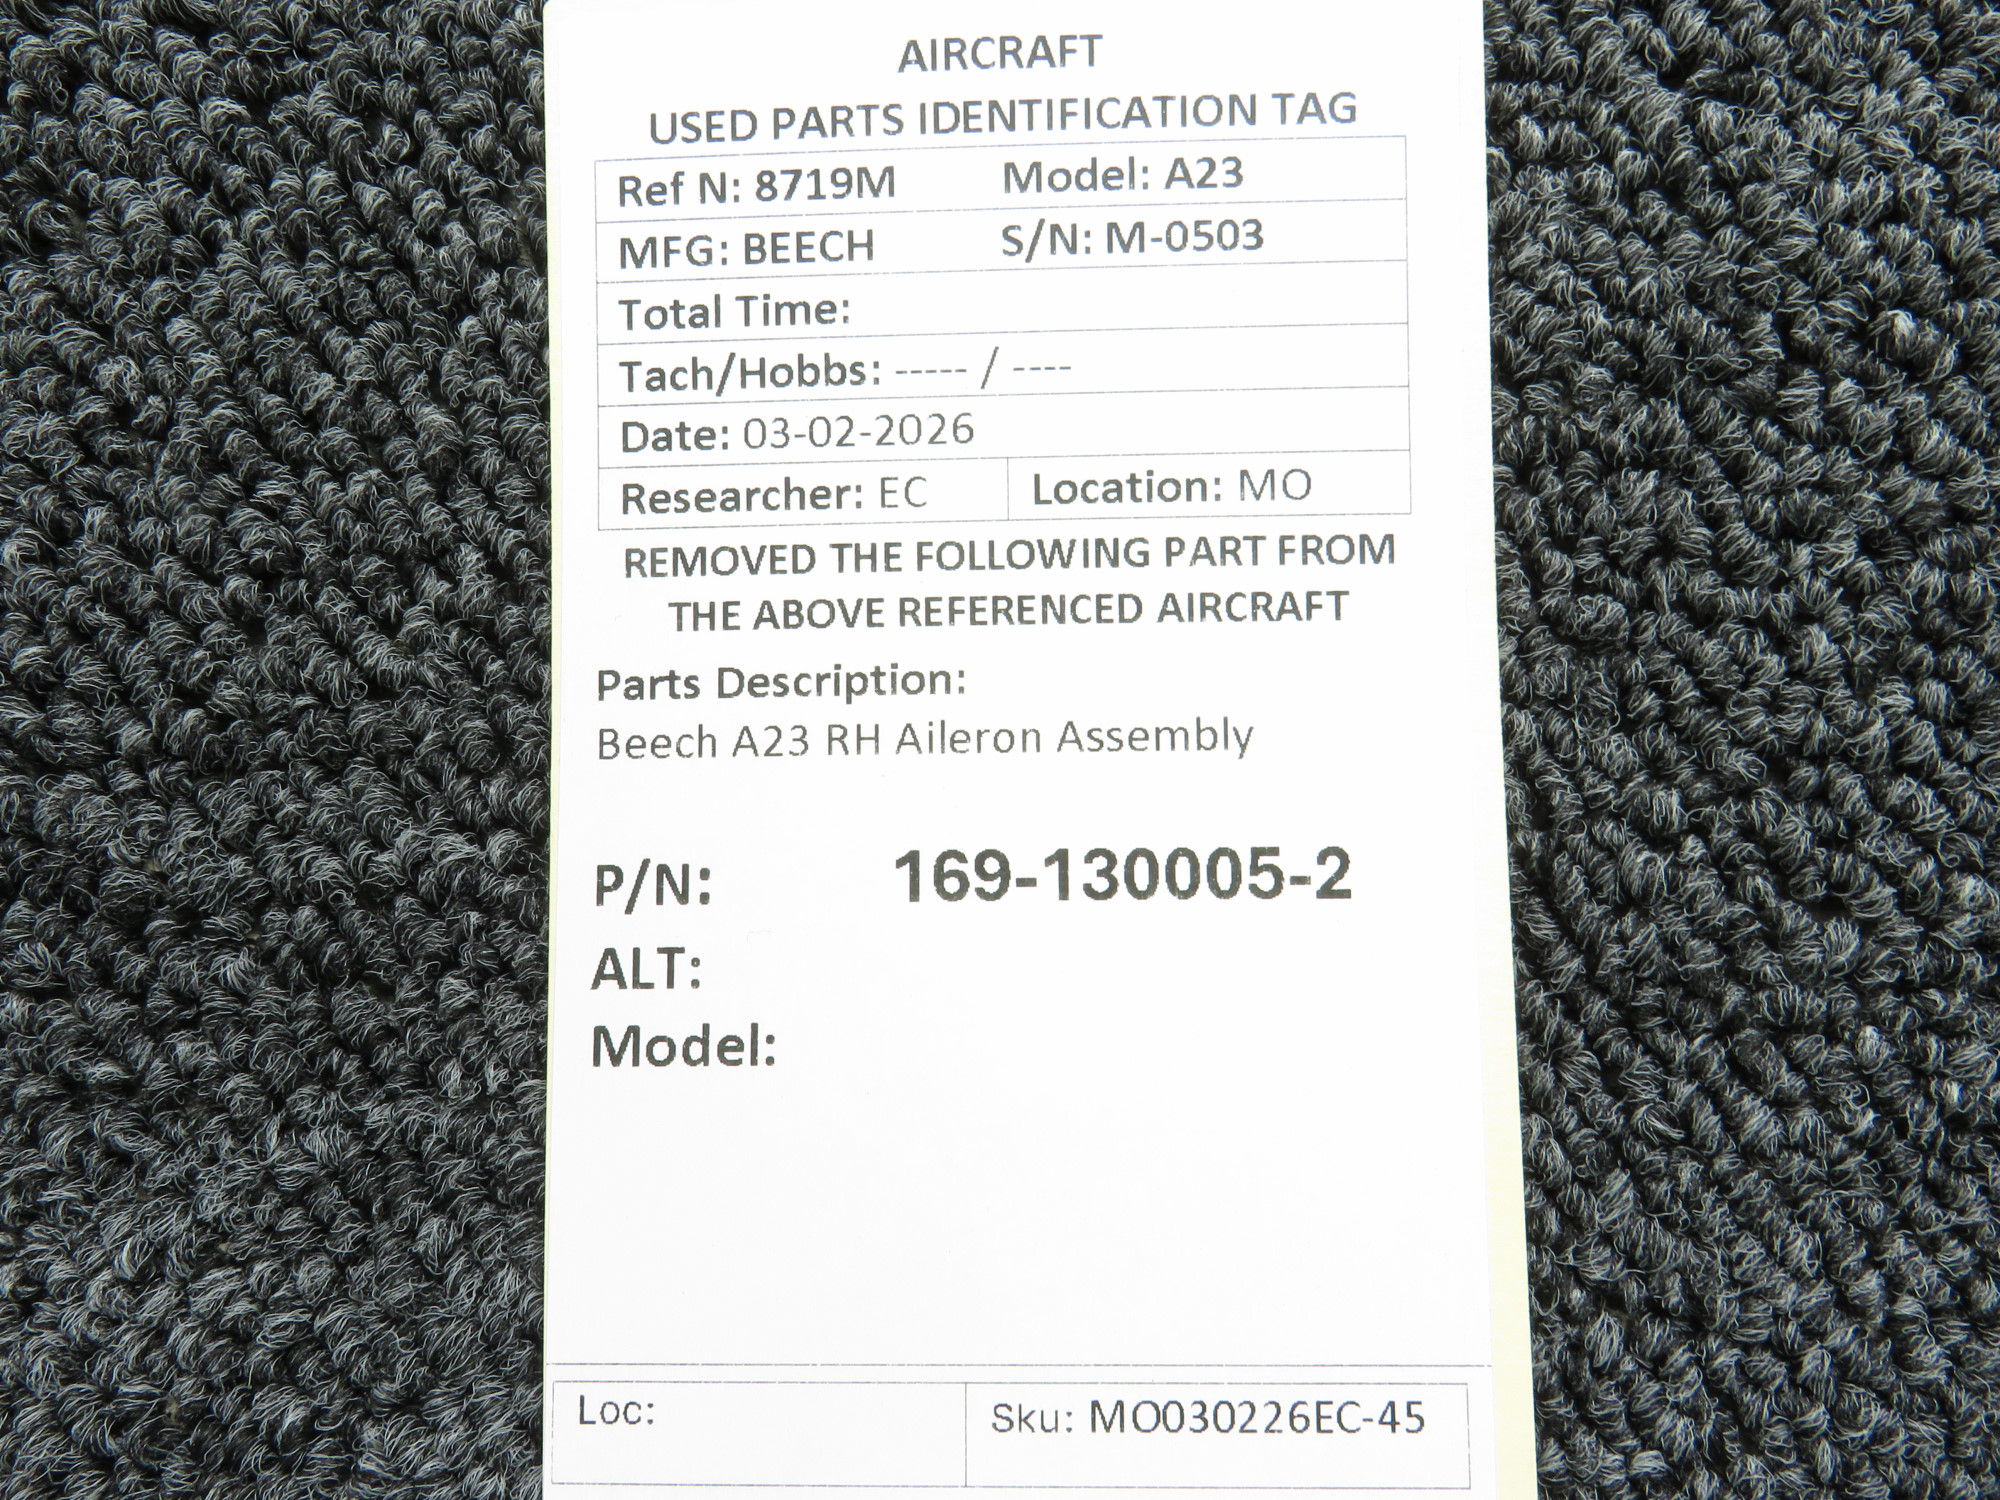 AIRCRAFT
USED PARTS IDENTIFICATION TAG
Ref N: 8719M Model: A23
MFG: BEECH S/N: M-0503
Total Time:
Tach/Hobbs: ----- / ----
Date: 03-02-2026
Researcher: EC Location: MO
REMOVED THE FOLLOWING PART FROM
THE ABOVE REFERENCED AIRCRAFT
Parts Description:
Beech A23 RH Aileron Assembly
P/N: 169-130005-2
ALT:
Model:
Loc: Sku: MO030226EC-45